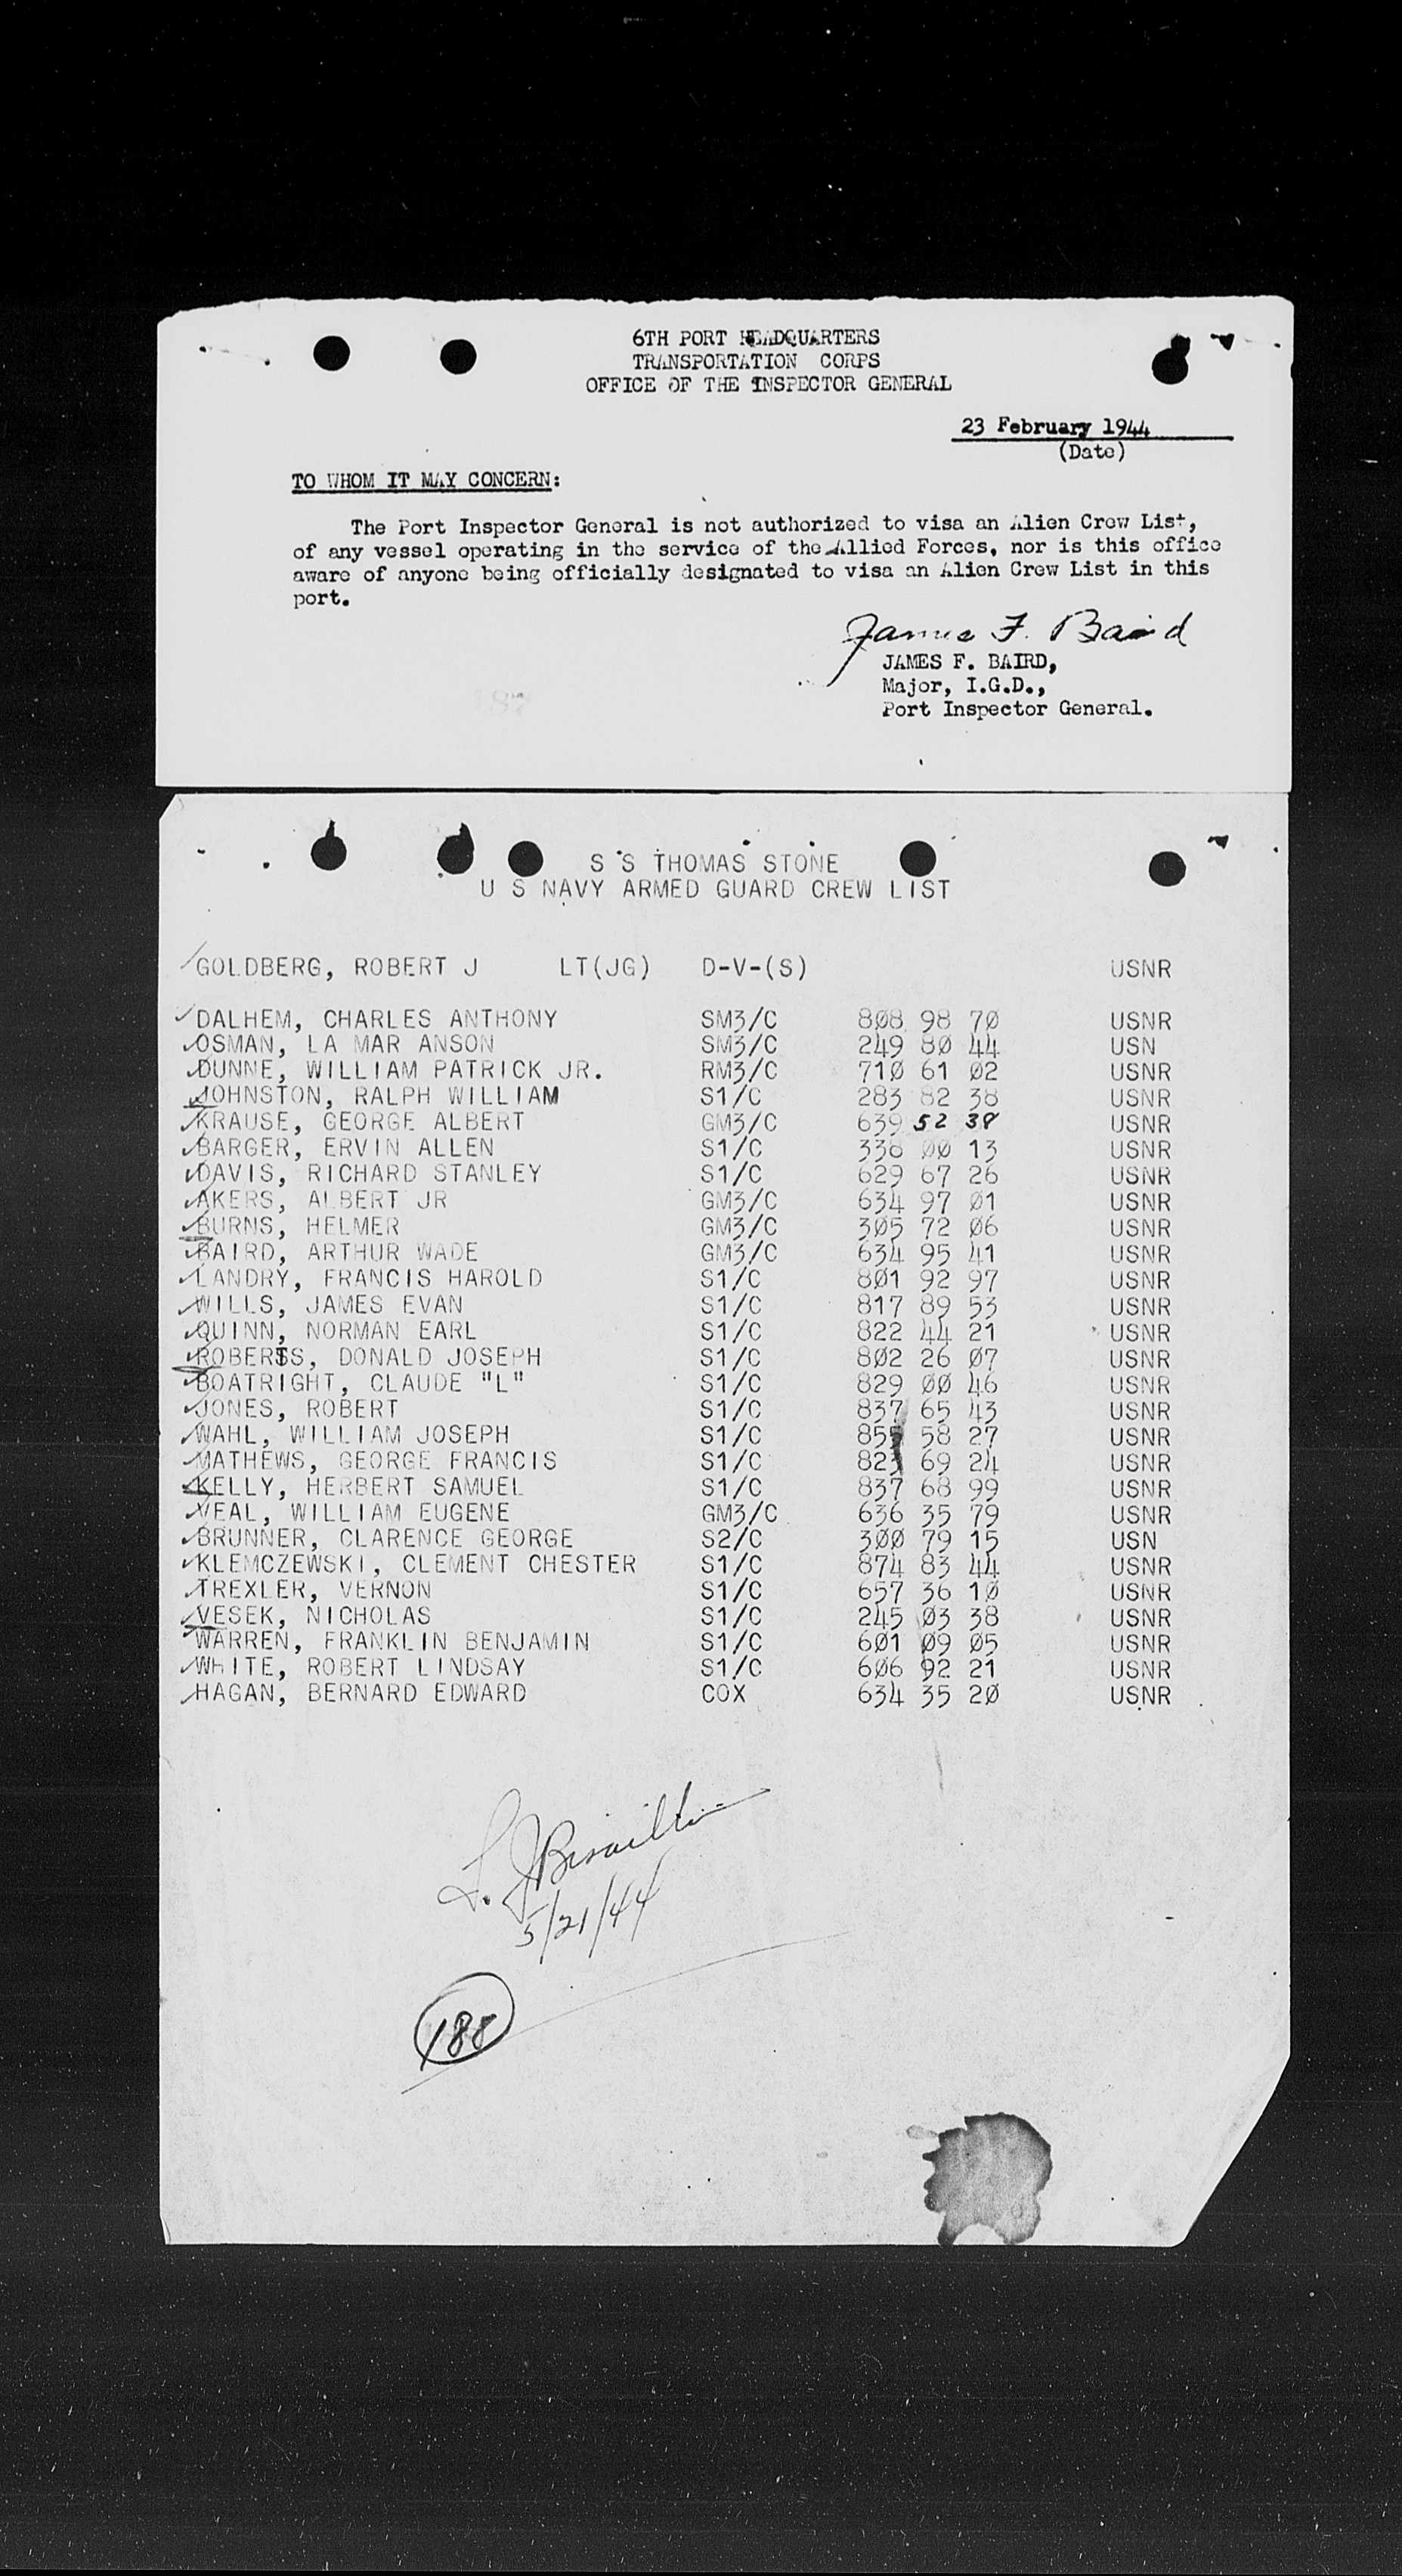 6TH PORT HEADQUARTERS
TRANSPORTATION CORPS
OFFICE OF THE INSPECTOR GENERAL
23 February 1944
(Date)
TO WHOM IT MAY CONCERN:
The Port Inspector General is not authorized to visa an Alien Crew List,
of any vessel operating in the service of the Allied Forces, nor is this office
aware of anyone being officially designated to visa an Alien Crew List in this
port.
James F. Baird
JAMES F. BAIRD,
Major, I.G.D.,
Port Inspector General.
187
S S THOMAS STONE
U S NAVY ARMED GUARD CREW LIST
GOLDBERG, ROBERT J LT(JG) D-V-(S) USNR
DALHEM, CHARLES ANTHONY SM3/C 808 98 70 USNR
OSMAN, LA MAR ANSON SM3/C 249 80 44 USN
DUNNE, WILLIAM PATRICK JR. RM3/C 710 61 02 USNR
JOHNSTON, RALPH WILLIAM S1/C 283 82 38 USNR
KRAUSE, GEORGE ALBERT GM3/C 639 52 38 USNR
BARGER, ERVIN ALLEN S1/C 338 00 13 USNR
DAVIS, RICHARD STANLEY S1/C 629 67 26 USNR
AKERS, ALBERT JR GM3/C 634 97 01 USNR
BURNS, HELMER GM3/C 305 72 06 USNR
BAIRD, ARTHUR WADE GM3/C 634 95 41 USNR
LANDRY, FRANCIS HAROLD S1/C 801 92 97 USNR
WILLS, JAMES EVAN S1/C 817 89 53 USNR
QUINN, NORMAN EARL S1/C 822 44 21 USNR
ROBERTS, DONALD JOSEPH S1/C 802 26 07 USNR
BOATRIGHT, CLAUDE "L" S1/C 829 00 46 USNR
JONES, ROBERT S1/C 837 65 43 USNR
WAHL, WILLIAM JOSEPH S1/C 855 58 27 USNR
MATHEWS, GEORGE FRANCIS S1/C 823 69 24 USNR
KELLY, HERBERT SAMUEL S1/C 837 68 99 USNR
VEAL, WILLIAM EUGENE GM3/C 636 35 79 USNR
BRUNNER, CLARENCE GEORGE S2/C 300 79 15 USN
KLEMCZEWSKI, CLEMENT CHESTER S1/C 874 83 44 USNR
TREXLER, VERNON S1/C 657 36 10 USNR
VESEK, NICHOLAS S1/C 245 03 38 USNR
WARREN, FRANKLIN BENJAMIN S1/C 601 09 05 USNR
WHITE, ROBERT LINDSAY S1/C 606 92 21 USNR
HAGAN, BERNARD EDWARD COX 634 35 20 USNR
5/21/44
188